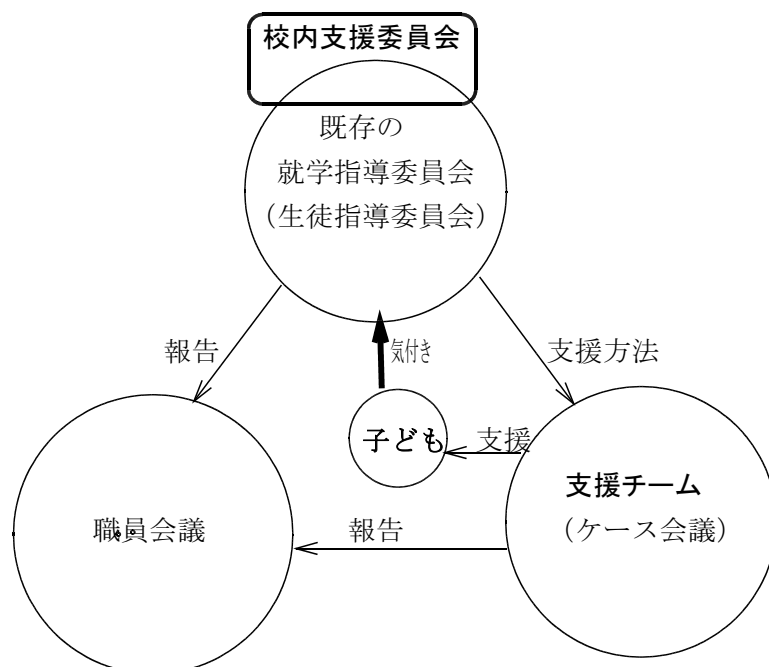 校内支援委員会
既存の
就学指導委員会
(生徒指導委員会)
報告
気付き
支援方法
子ども
支援
支援チーム
(ケース会議)
職員会議
報告